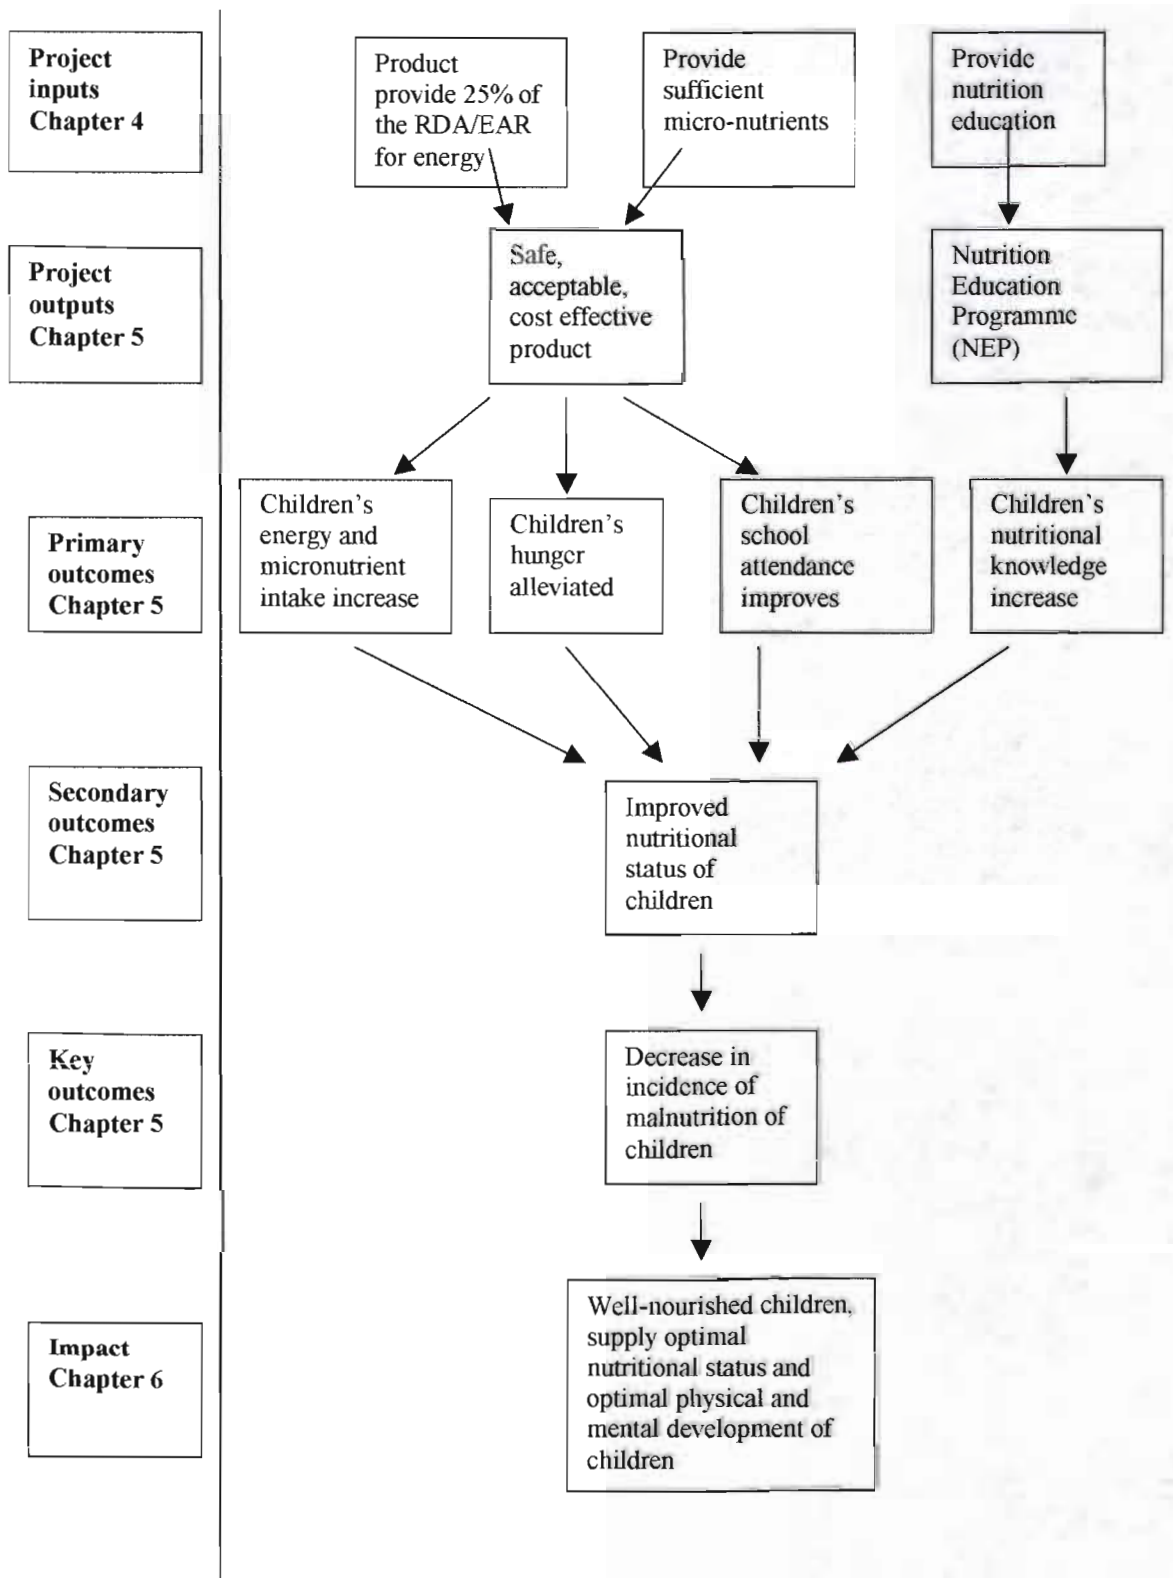 Project
inputs
Chapter 4
Product
provide 25% of
the RDA/EAR
for energy
Provide
sufficient
micro-nutrients
Provide
nutrition
education
Project
outputs
Chapter 5
Safe,
acceptable,
cost effective
product
Nutrition
Education
Programme
(NEP)
Primary
outcomes
Chapter 5
Children's
energy and
micronutrient
intake increase
Children's
hunger
alleviated
Children's
school
attendance
improves
Children's
nutritional
knowledge
increase
Secondary
outcomes
Chapter 5
Improved
nutritional
status of
children
Key
outcomes
Chapter 5
Decrease in
incidence of
malnutrition of
children
Impact
Chapter 6
Well-nourished children,
supply optimal
nutritional status and
optimal physical and
mental development of
children